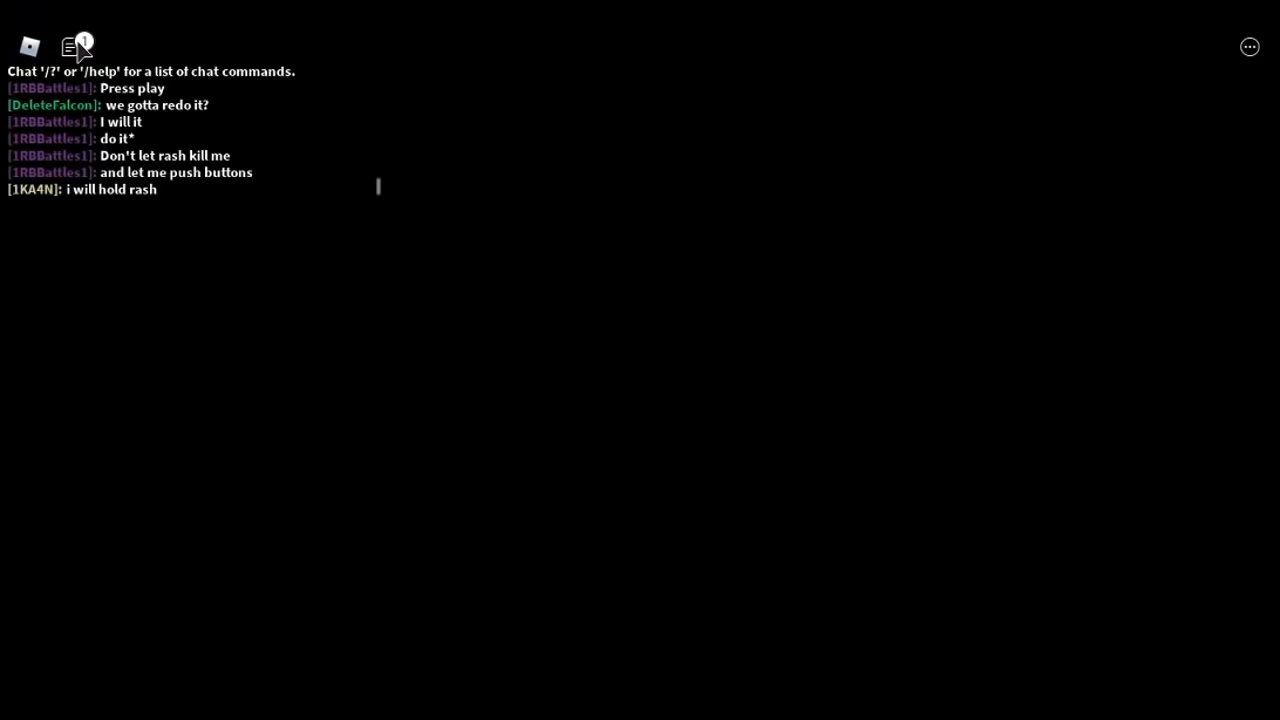 1
Chat '/?' or '/help' for a list of chat commands.
[1RBBattles1]: Press play
[DeleteFalcon]: we gotta redo it?
[1RBBattles1]: I will it
[1RBBattles1]: do it*
[1RBBattles1]: Don't let rash kill me
[1RBBattles1]: and let me push buttons
[1KA4N]: i will hold rash